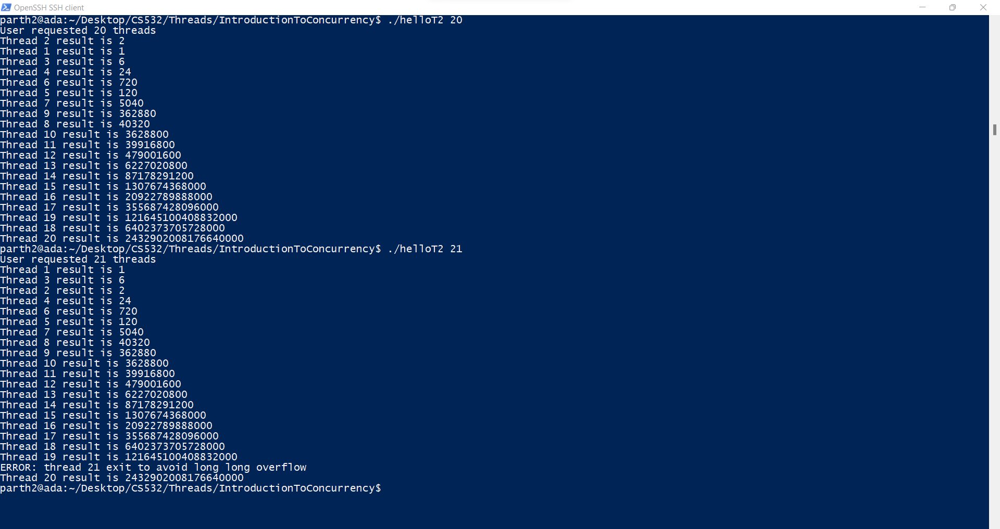 OpenSSH SSH client
parth2@ada:~/Desktop/CS532/Threads/IntroductionToConcurrency$ ./helloT2 20
User requested 20 threads
Thread 2 result is 2
Thread 1 result is 1
Thread 3 result is 6
Thread 4 result is 24
Thread 6 result is 720
Thread 5 result is 120
Thread 7 result is 5040
Thread 9 result is 362880
Thread 8 result is 40320
Thread 10 result is 3628800
Thread 11 result is 39916800
Thread 12 result is 479001600
Thread 13 result is 6227020800
Thread 14 result is 87178291200
Thread 15 result is 1307674368000
Thread 16 result is 20922789888000
Thread 17 result is 355687428096000
Thread 19 result is 121645100408832000
Thread 18 result is 6402373705728000
Thread 20 result is 2432902008176640000
parth2@ada:~/Desktop/CS532/Threads/IntroductionToConcurrency$ ./helloT2 21
User requested 21 threads
Thread 1 result is 1
Thread 3 result is 6
Thread 2 result is 2
Thread 4 result is 24
Thread 6 result is 720
Thread 5 result is 120
Thread 7 result is 5040
Thread 8 result is 40320
Thread 9 result is 362880
Thread 10 result is 3628800
Thread 11 result is 39916800
Thread 12 result is 479001600
Thread 13 result is 6227020800
Thread 14 result is 87178291200
Thread 15 result is 1307674368000
Thread 16 result is 20922789888000
Thread 17 result is 355687428096000
Thread 18 result is 6402373705728000
Thread 19 result is 121645100408832000
ERROR: thread 21 exit to avoid long long overflow
Thread 20 result is 2432902008176640000
parth2@ada:~/Desktop/CS532/Threads/IntroductionToConcurrency$